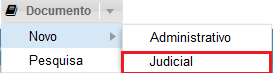 Documento
Novo
Administrativo
Pesquisa
Judicial